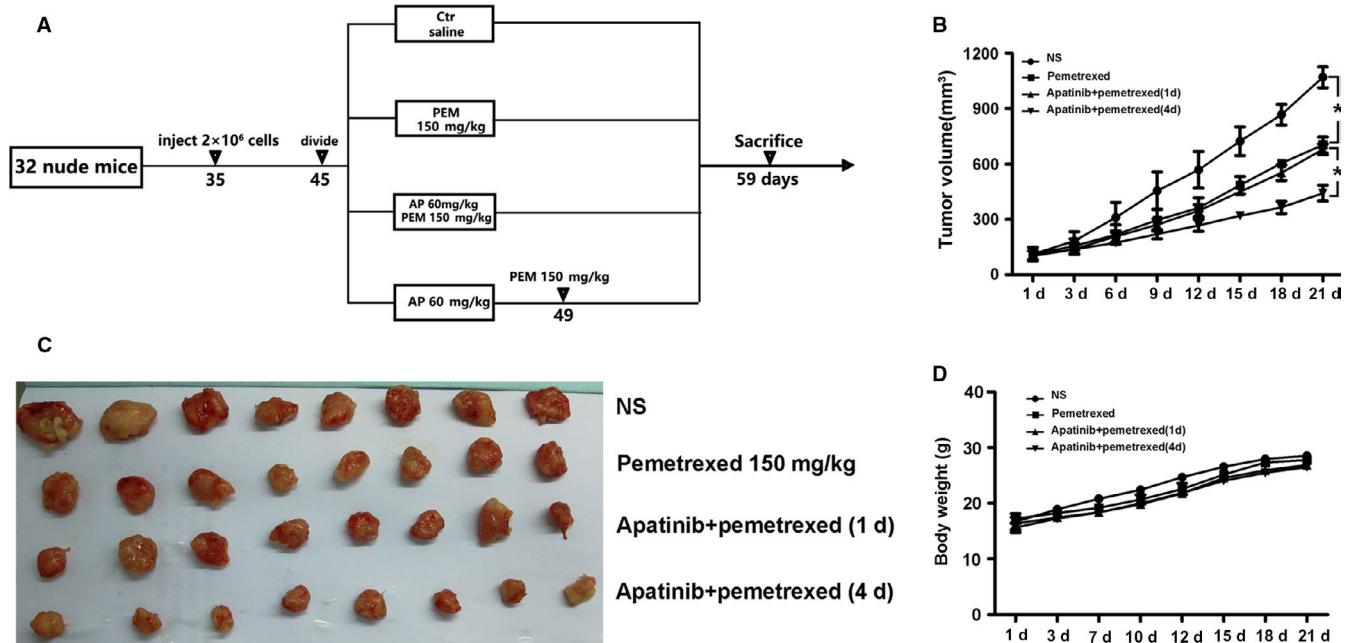 A
32 nude mice
inject 2×10⁶ cells
35
divide
45
Ctr
saline
PEM
150 mg/kg
AP 60mg/kg
PEM 150 mg/kg
AP 60 mg/kg
PEM 150 mg/kg
49
Sacrifice
59 days
B
NS
Pemetrexed
Apatinib+pemetrexed(1d)
Apatinib+pemetrexed(4d)
Tumor volume(mm³)
1200
900
600
300
0
1 d 3 d 6 d 9 d 12 d 15 d 18 d 21 d
*
*
C
NS
Pemetrexed 150 mg/kg
Apatinib+pemetrexed (1 d)
Apatinib+pemetrexed (4 d)
D
NS
Pemetrexed
Apatinib+pemetrexed(1d)
Apatinib+pemetrexed(4d)
Body weight (g)
40
30
20
10
0
1 d 3 d 7 d 10 d 12 d 15 d 18 d 21 d